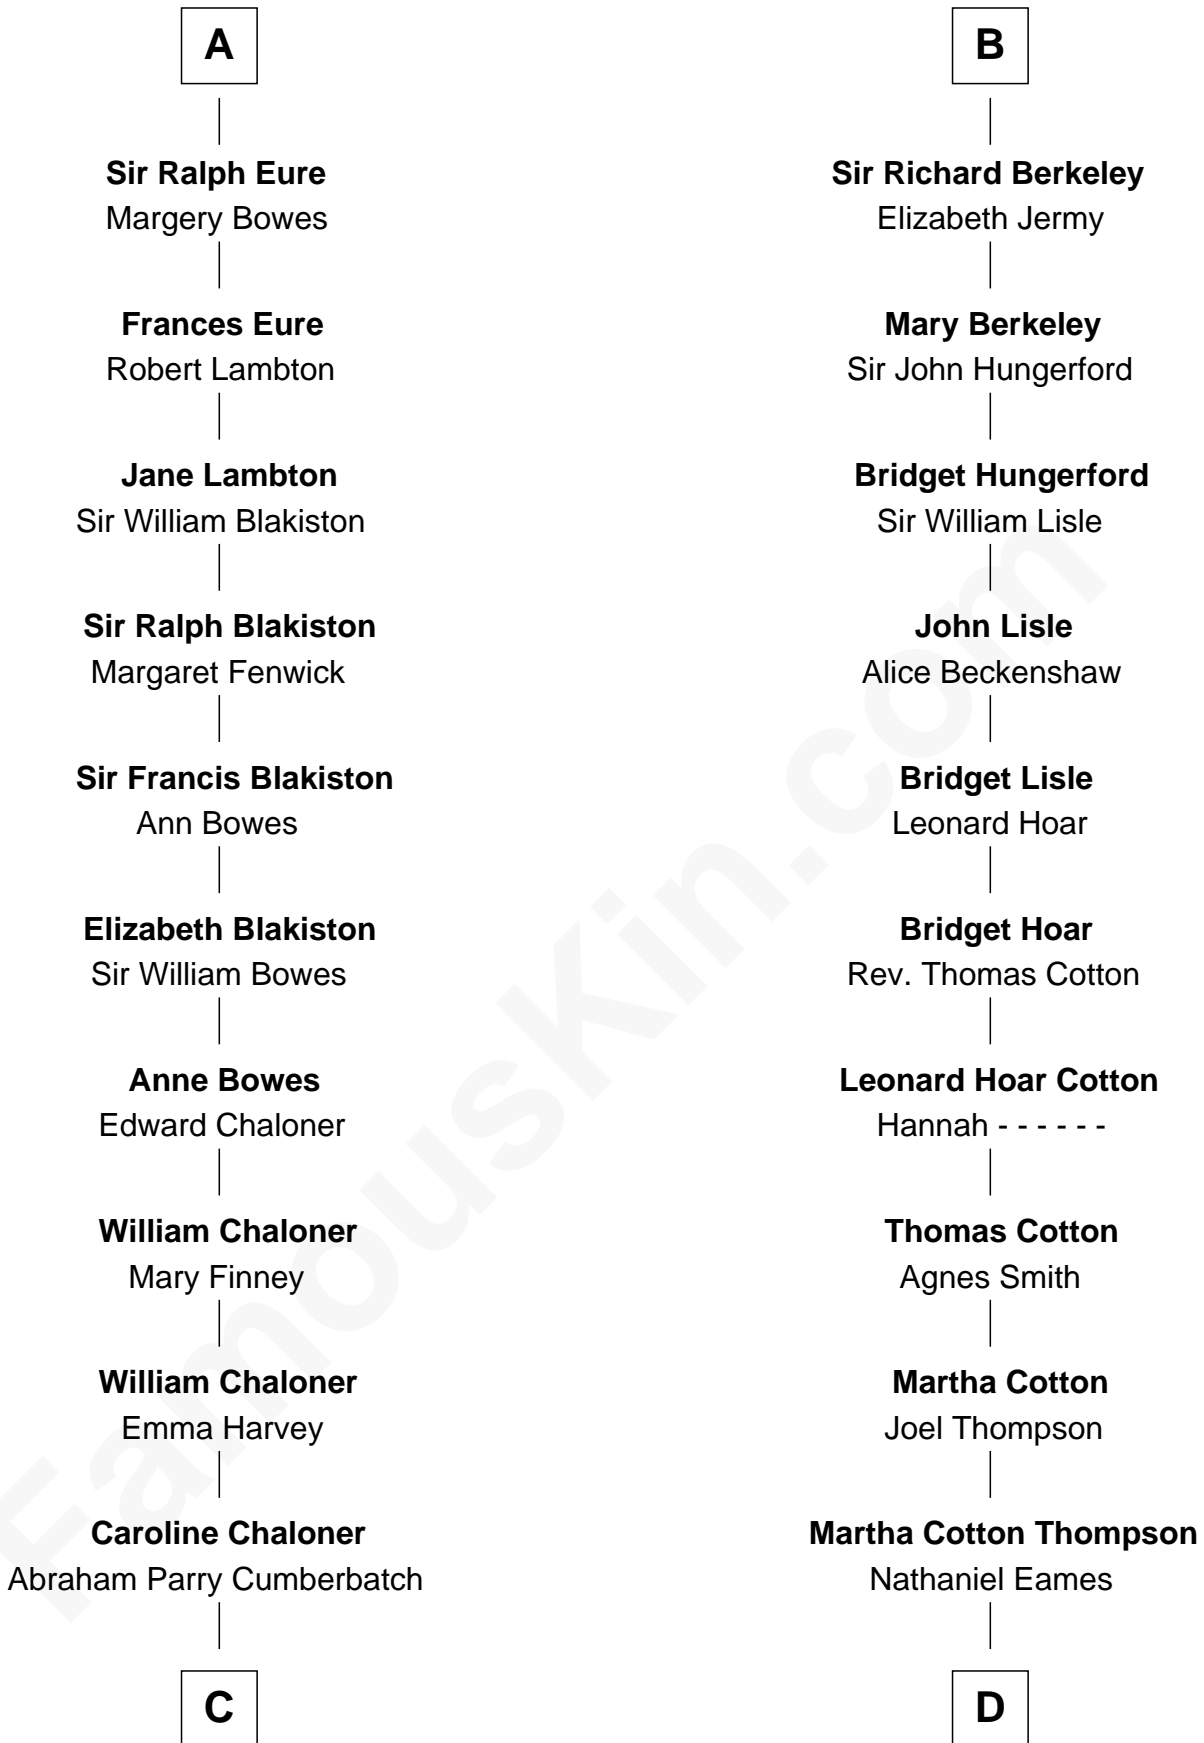 A
Sir Ralph Eure
Margery Bowes
Frances Eure
Robert Lambton
Jane Lambton
Sir William Blakiston
Sir Ralph Blakiston
Margaret Fenwick
Sir Francis Blakiston
Ann Bowes
Elizabeth Blakiston
Sir William Bowes
Anne Bowes
Edward Chaloner
William Chaloner
Mary Finney
William Chaloner
Emma Harvey
Caroline Chaloner
Abraham Parry Cumberbatch
C
B
Sir Richard Berkeley
Elizabeth Jermy
Mary Berkeley
Sir John Hungerford
Bridget Hungerford
Sir William Lisle
John Lisle
Alice Beckenshaw
Bridget Lisle
Leonard Hoar
Bridget Hoar
Rev. Thomas Cotton
Leonard Hoar Cotton
Hannah - - - - - -
Thomas Cotton
Agnes Smith
Martha Cotton
Joel Thompson
Martha Cotton Thompson
Nathaniel Eames
D
FamousKin.com